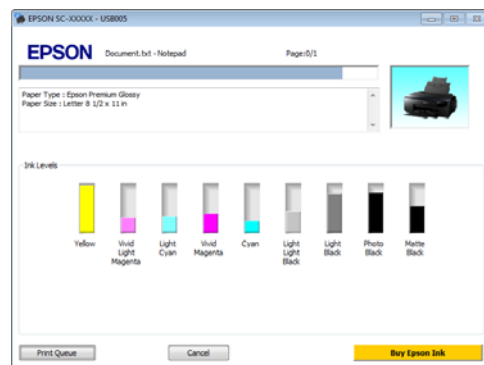 EPSON SC-XXXXX - USB005
EPSON
Document.txt - Notepad
Page:0/1
Paper Type : Epson Premium Glossy
Paper Size : Letter 8 1/2 x 11 in
Ink Levels
Yellow
Vivid
Light
Magenta
Light
Cyan
Vivid
Magenta
Cyan
Light
Light
Black
Light
Black
Photo
Black
Matte
Black
Print Queue
Cancel
Buy Epson Ink